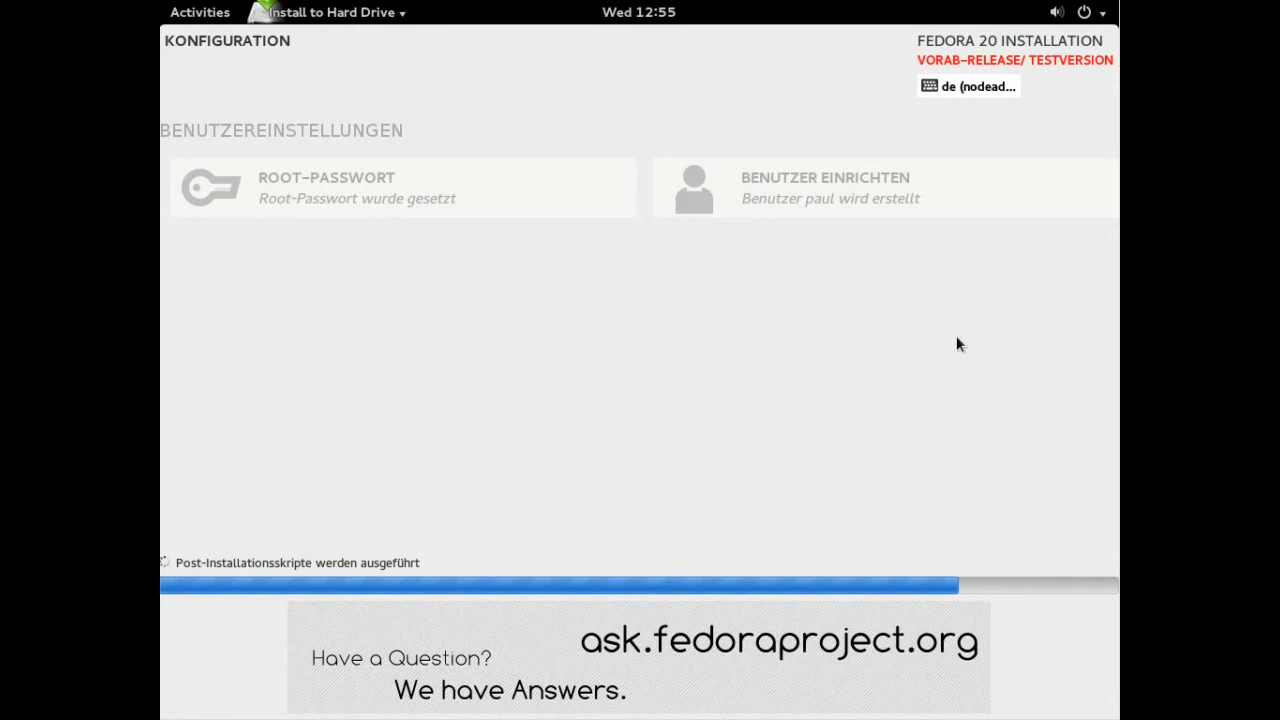 Activities Install to Hard Drive Wed 12:55
KONFIGURATION
FEDORA 20 INSTALLATION
VORAB-RELEASE/ TESTVERSION
de (nodead...
BENUTZEREINSTELLUNGEN
ROOT-PASSWORT
Root-Passwort wurde gesetzt
BENUTZER EINRICHTEN
Benutzer paul wird erstellt
Post-Installationsskripte werden ausgeführt
ask.fedoraproject.org
Have a Question?
We have Answers.